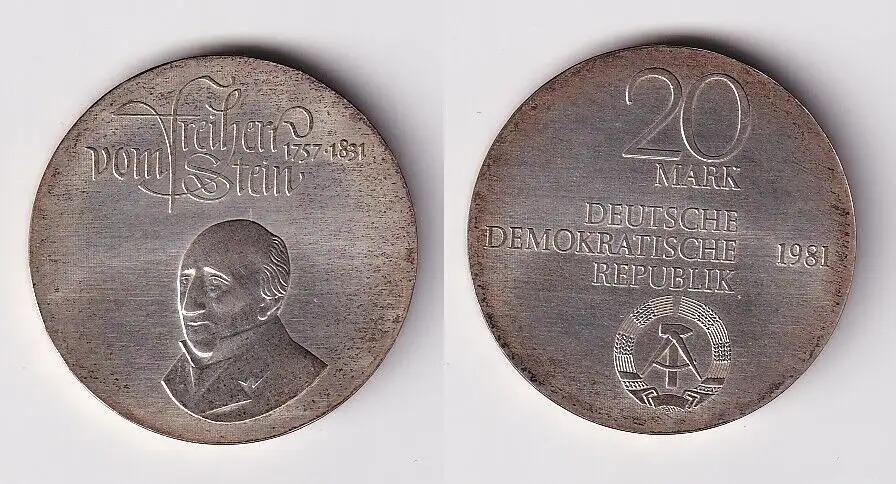 Freiherr
vom Stein 1757·1831
20
MARK
DEUTSCHE
DEMOKRATISCHE
REPUBLIK
1981